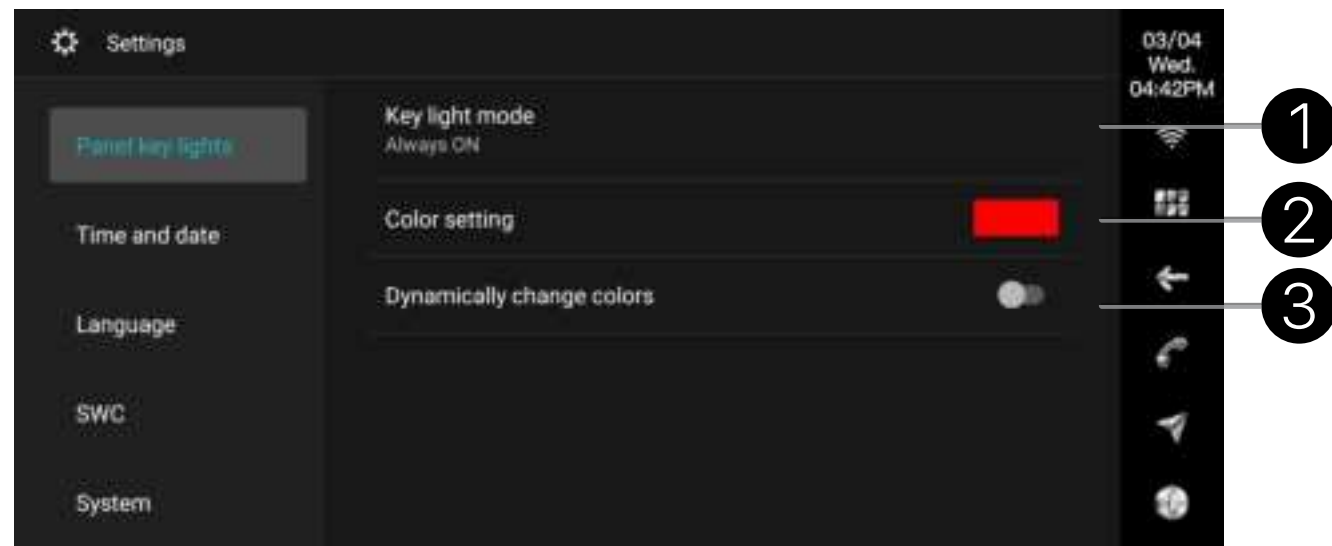 Settings
03/04
Wed.
04:42PM
Panel key lights
Time and date
Language
SWC
System
Key light mode
Always ON
Color setting
Dynamically change colors
1
2
3